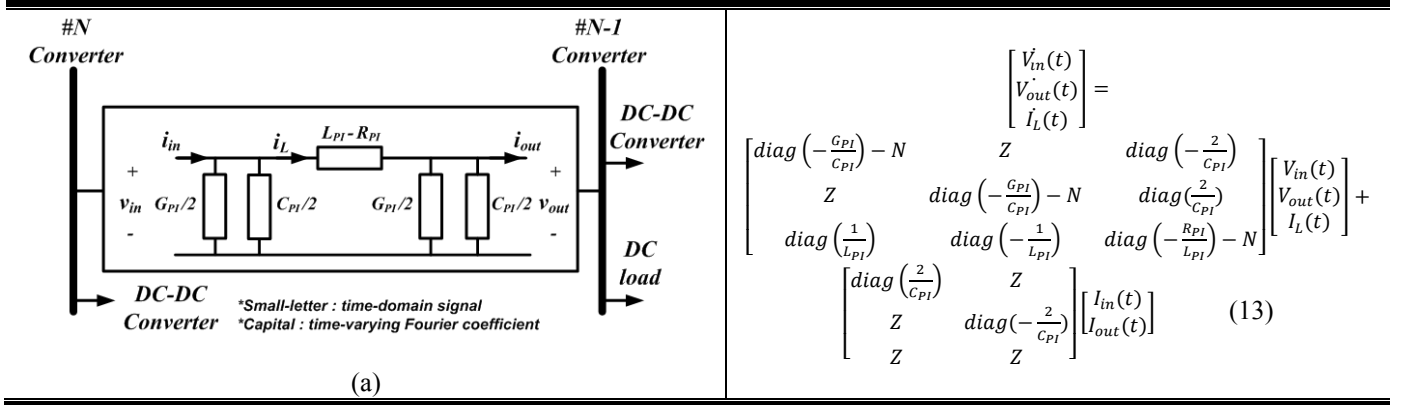 #N
Converter
#N-1
Converter
DC-DC
Converter
i_in
i_L
L_PI-R_PI
i_out
+
v_in
-
G_PI/2
C_PI/2
G_PI/2
C_PI/2
+
v_out
-
DC
load
DC-DC
Converter
*Small-letter : time-domain signal
*Capital : time-varying Fourier coefficient
(a)
[V̇_in(t) ; V̇_out(t) ; İ_L(t)] =
[diag(-G_PI/C_PI) - N   Z   diag(-2/C_PI) ;
Z   diag(-G_PI/C_PI) - N   diag(2/C_PI) ;
diag(1/L_PI)   diag(-1/L_PI)   diag(-R_PI/L_PI) - N] [V_in(t) ; V_out(t) ; I_L(t)] +
[diag(2/C_PI)   Z ;
Z   diag(-2/C_PI) ;
Z   Z] [I_in(t) ; I_out(t)]   (13)